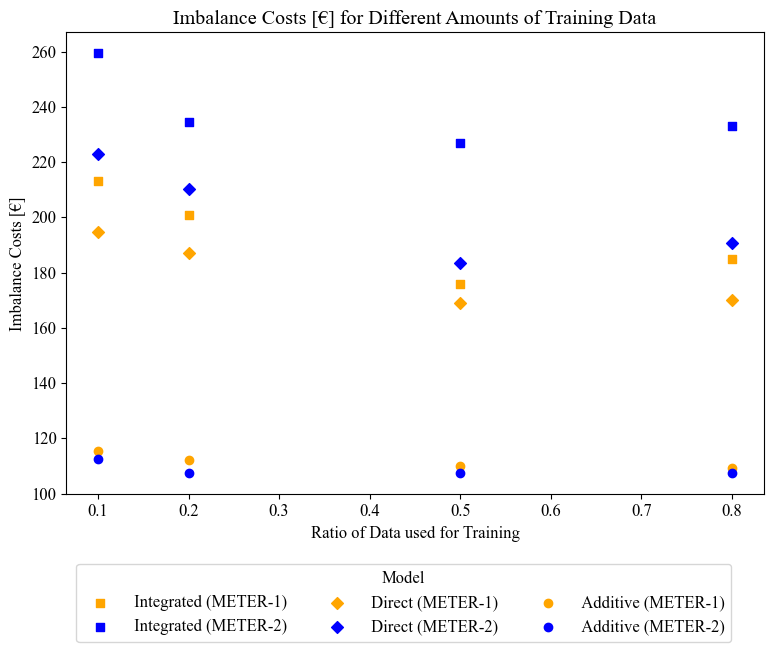 Imbalance Costs [€] for Different Amounts of Training Data
Imbalance Costs [€]
260
240
220
200
180
160
140
120
100
0.1 0.2 0.3 0.4 0.5 0.6 0.7 0.8
Ratio of Data used for Training
Model
Integrated (METER-1) Direct (METER-1) Additive (METER-1)
Integrated (METER-2) Direct (METER-2) Additive (METER-2)